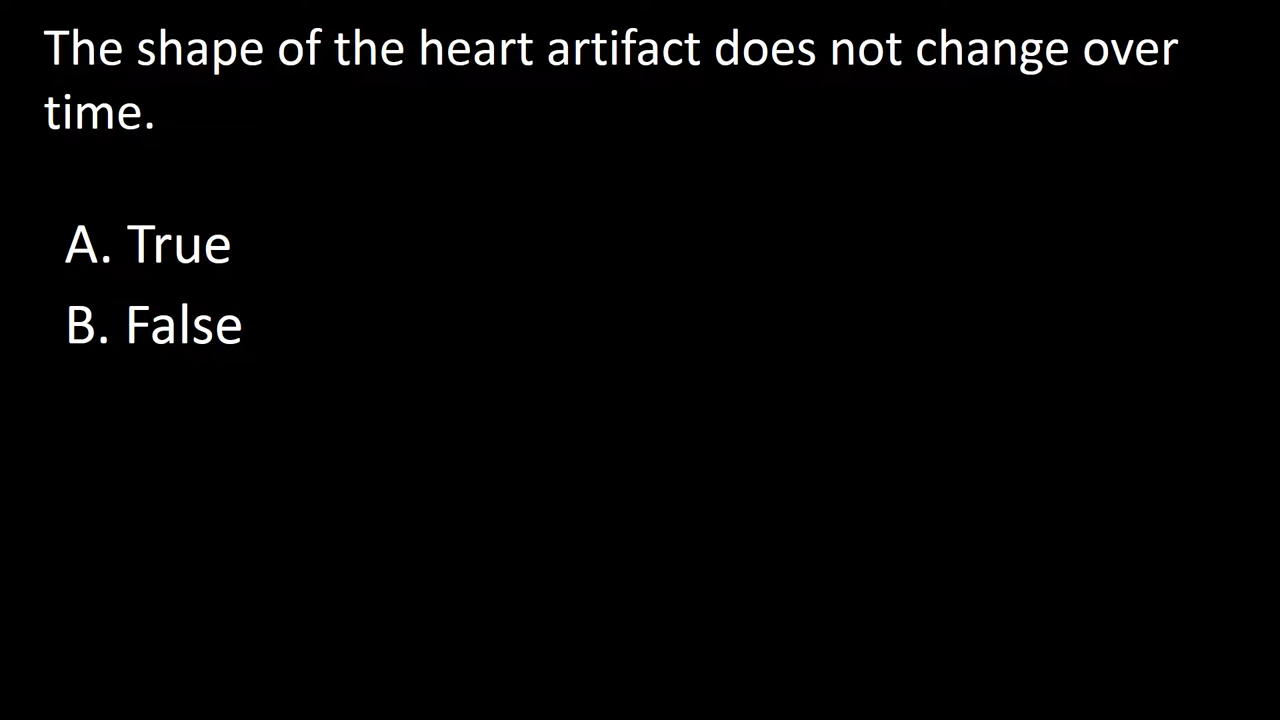 The shape of the heart artifact does not change over
time.
A. True
B. False